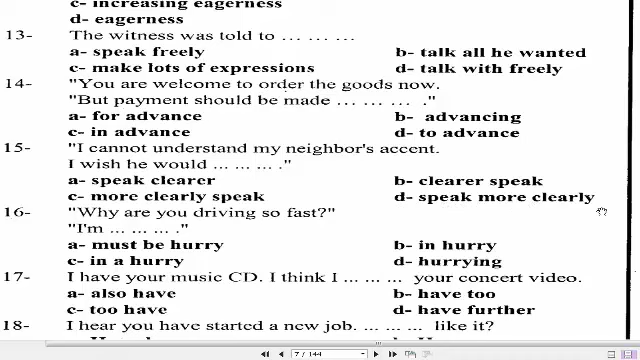 c- increasing eagerness
d- eagerness
13- The witness was told to ... ... ...
a- speak freely b- talk all he wanted
c- make lots of expressions d- talk with freely
14- "You are welcome to order the goods now.
"But payment should be made ... ... ... ."
a- for advance b- advancing
c- in advance d- to advance
15- "I cannot understand my neighbor's accent.
I wish he would ... ... ... ."
a- speak clearer b- clearer speak
c- more clearly speak d- speak more clearly
16- "Why are you driving so fast?"
"I'm ... ... ... ."
a- must be hurry b- in hurry
c- in a hurry d- hurrying
17- I have your music CD. I think I ... ... ... your concert video.
a- also have b- have too
c- too have d- have further
18- I hear you have started a new job. ... ... ... like it?
7 / 144